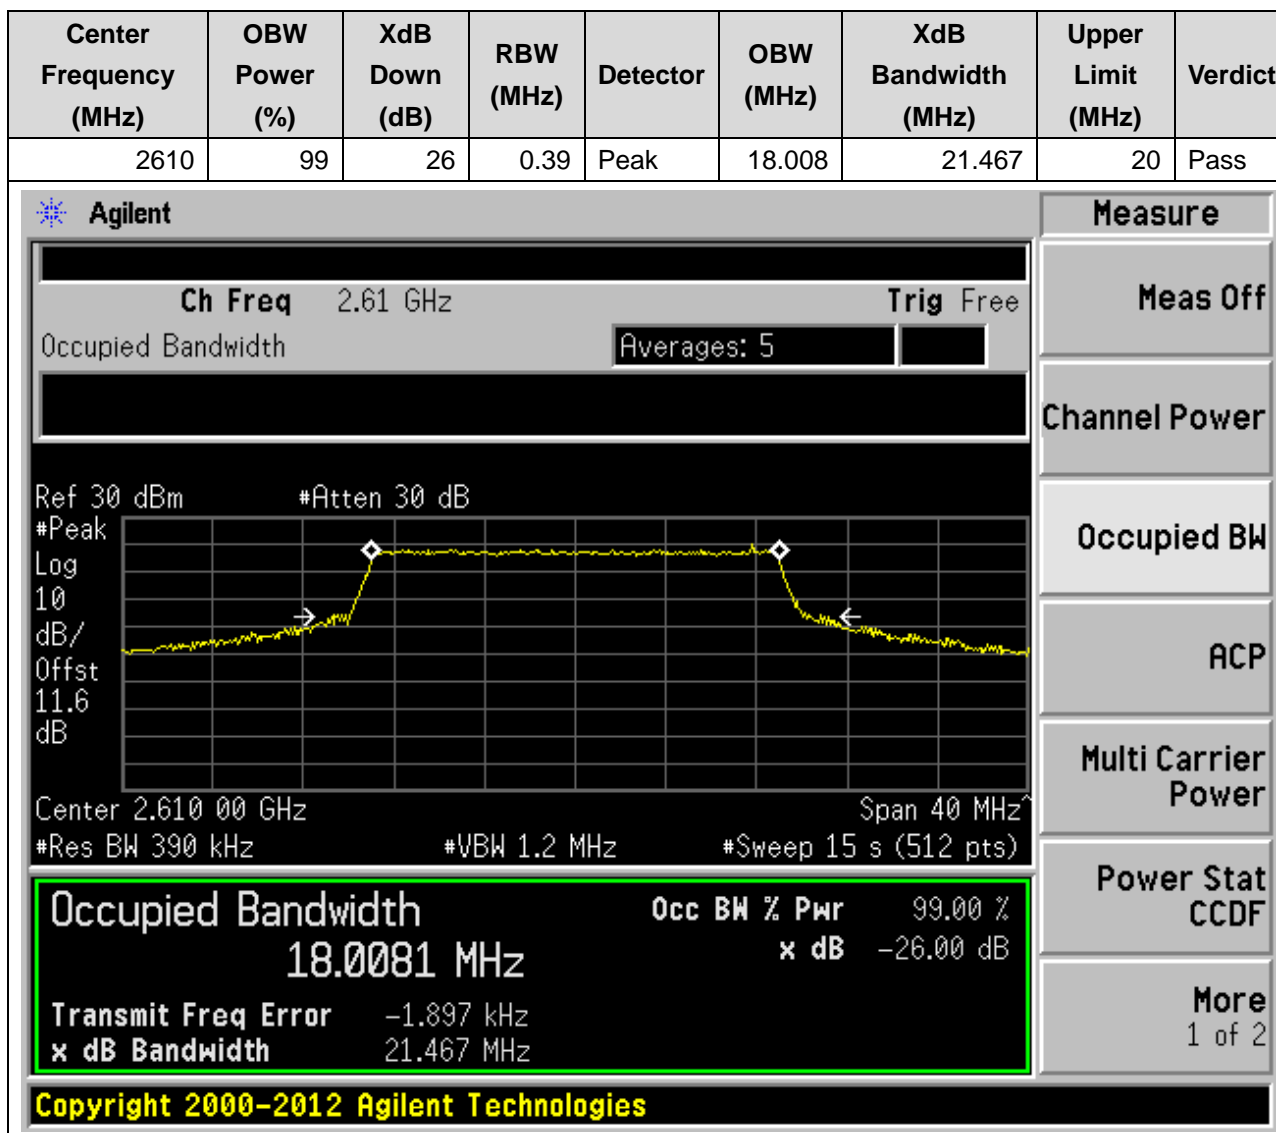 Center Frequency (MHz) OBW Power (%) XdB Down (dB) RBW (MHz) Detector OBW (MHz) XdB Bandwidth (MHz) Upper Limit (MHz) Verdict
2610 99 26 0.39 Peak 18.008 21.467 20 Pass
Agilent
Measure
Ch Freq 2.61 GHz Trig Free
Meas Off
Occupied Bandwidth Averages: 5
Channel Power
Ref 30 dBm #Atten 30 dB
#Peak
Log
10
dB/
Offst
11.6
dB
Occupied BW
ACP
Multi Carrier
Power
Center 2.610 00 GHz Span 40 MHz^
#Res BW 390 kHz #VBW 1.2 MHz #Sweep 15 s (512 pts)
Power Stat
CCDF
Occupied Bandwidth Occ BW % Pwr 99.00 %
18.0081 MHz x dB -26.00 dB
Transmit Freq Error -1.897 kHz
x dB Bandwidth 21.467 MHz
More
1 of 2
Copyright 2000-2012 Agilent Technologies